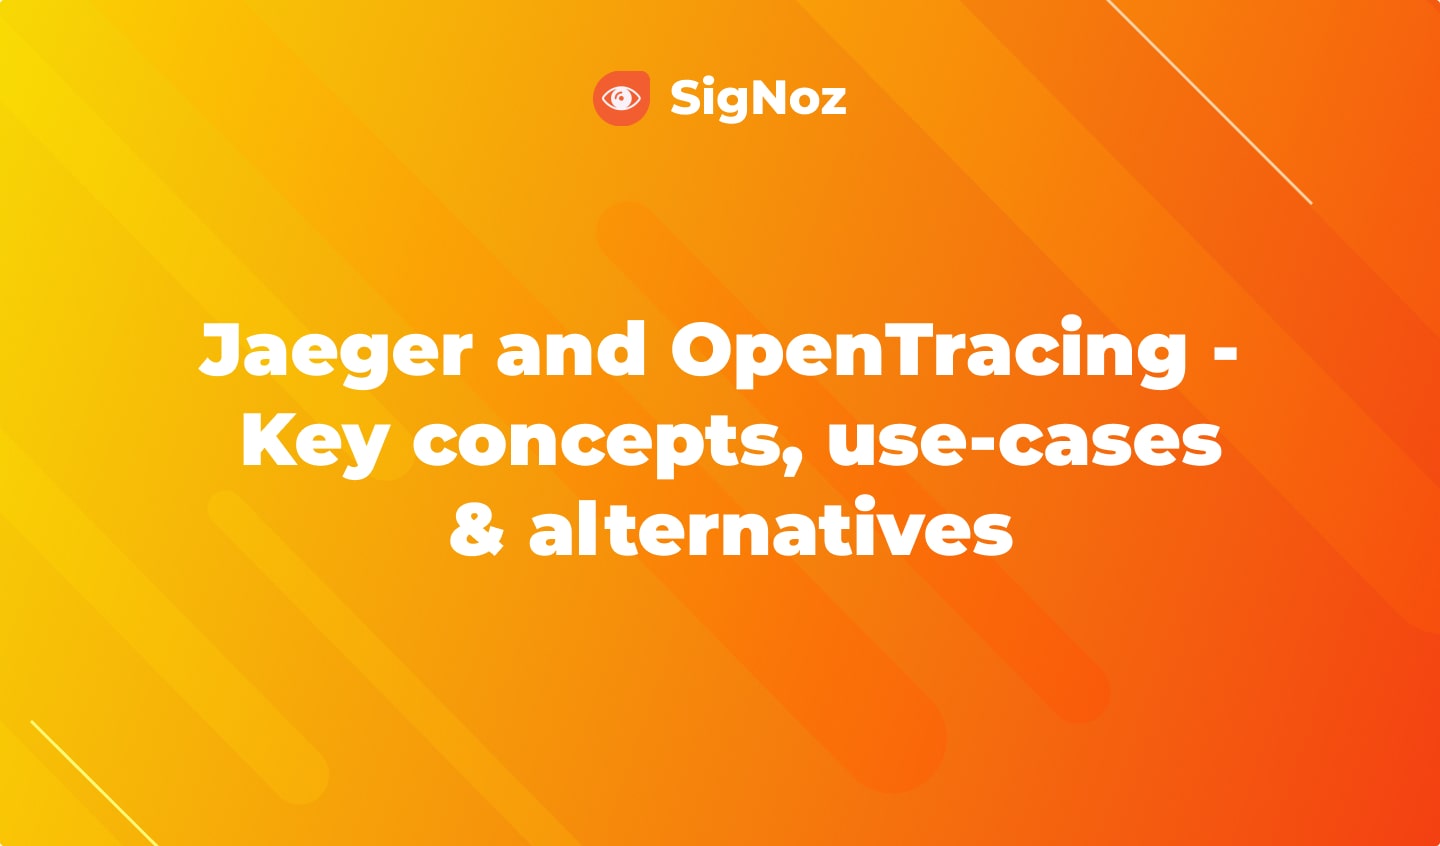 SigNoz
Jaeger and OpenTracing -
Key concepts, use-cases
& alternatives